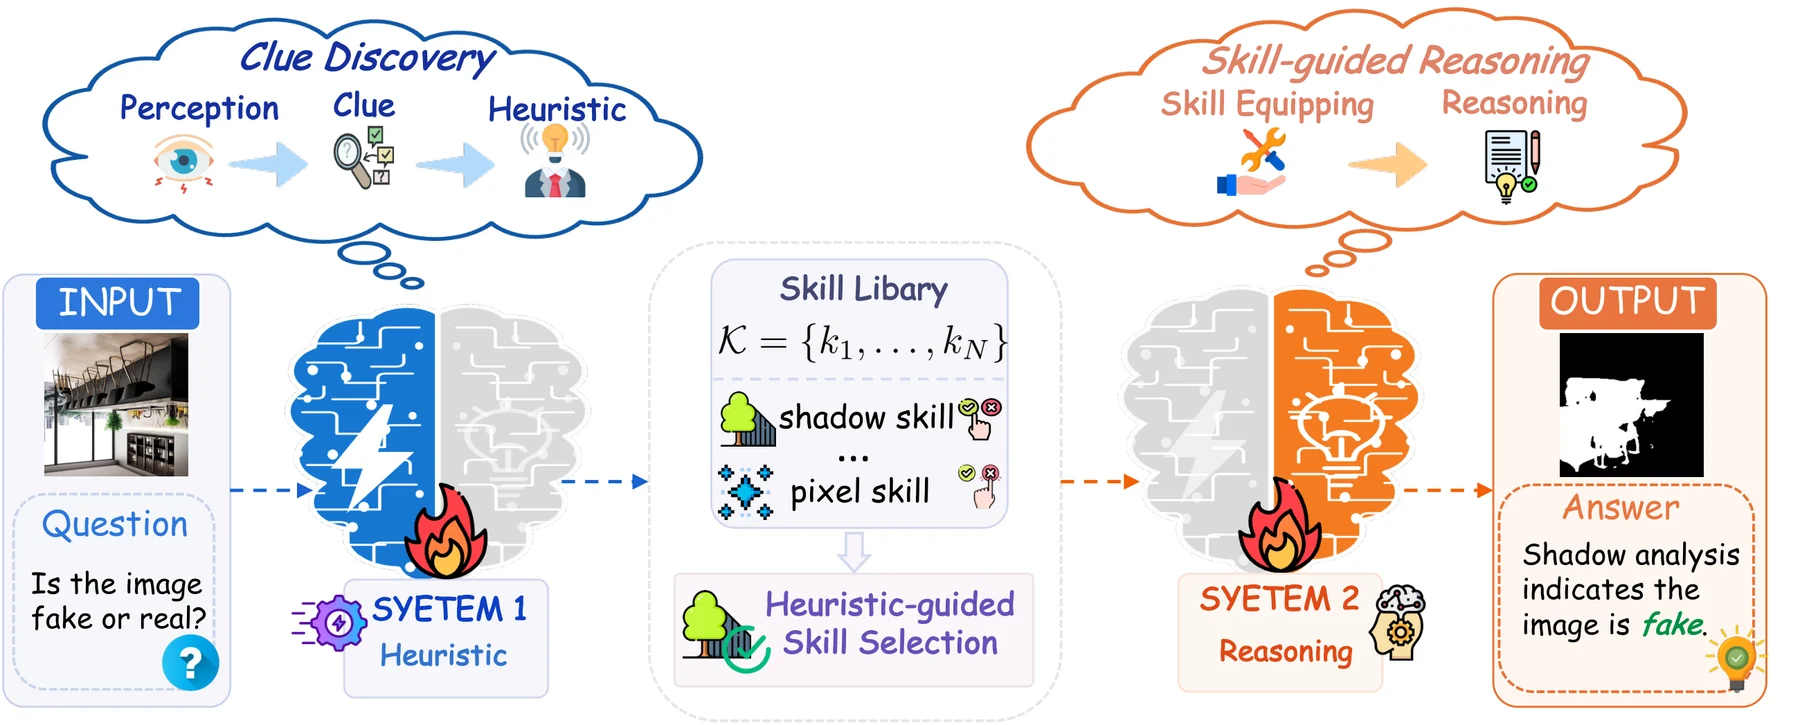 Clue Discovery
Perception
Clue
Heuristic
Skill-guided Reasoning
Skill Equipping
Reasoning
INPUT
Question
Is the image
fake or real?
SYETEM 1
Heuristic
Skill Libary
K = {k1, . . . , kN}
shadow skill
...
pixel skill
Heuristic-guided
Skill Selection
SYETEM 2
Reasoning
OUTPUT
Answer
Shadow analysis
indicates the
image is fake.